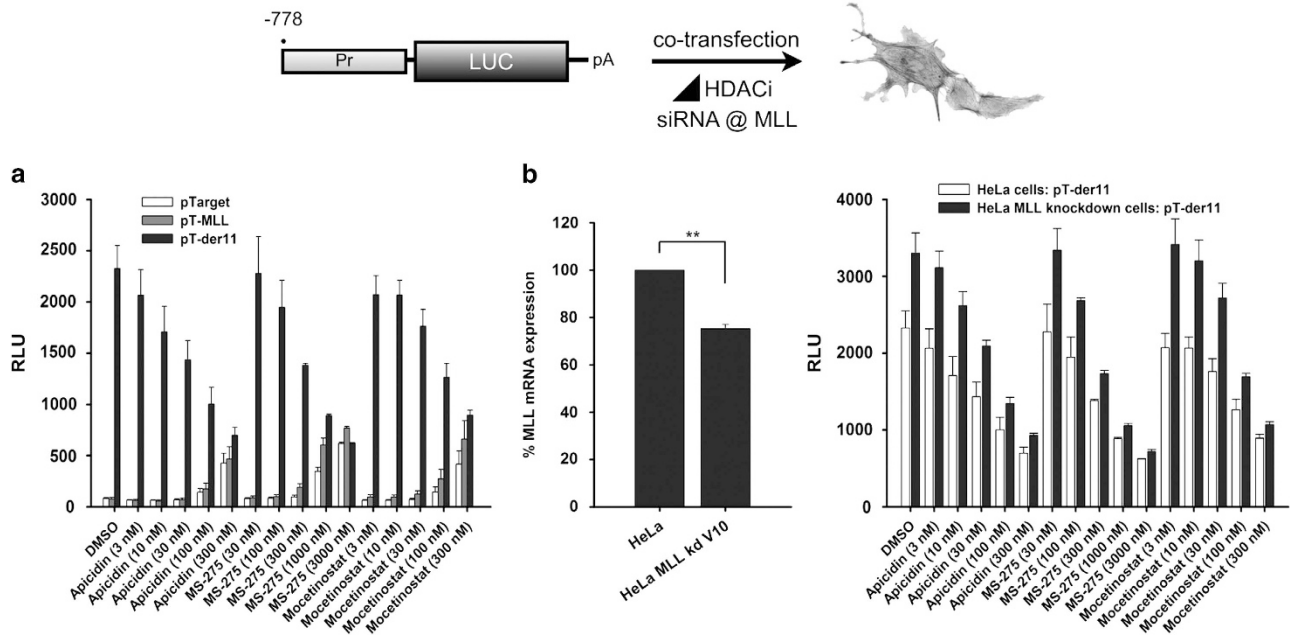 -778
Pr
LUC
pA
co-transfection
HDACi
siRNA @ MLL
a
3000
2500
2000
1500
1000
500
0
RLU
pTarget
pT-MLL
pT-der11
DMSO
Apicidin (3 nM)
Apicidin (10 nM)
Apicidin (30 nM)
Apicidin (100 nM)
Apicidin (300 nM)
MS-275 (30 nM)
MS-275 (100 nM)
MS-275 (300 nM)
MS-275 (1000 nM)
MS-275 (3000 nM)
Mocetinostat (3 nM)
Mocetinostat (10 nM)
Mocetinostat (30 nM)
Mocetinostat (100 nM)
Mocetinostat (300 nM)
b
120
100
80
60
40
20
0
% MLL mRNA expression
**
HeLa
HeLa MLL kd V10
4000
3000
2000
1000
0
RLU
HeLa cells: pT-der11
HeLa MLL knockdown cells: pT-der11
DMSO
Apicidin (3 nM)
Apicidin (10 nM)
Apicidin (30 nM)
Apicidin (100 nM)
Apicidin (300 nM)
MS-275 (30 nM)
MS-275 (100 nM)
MS-275 (300 nM)
MS-275 (1000 nM)
MS-275 (3000 nM)
Mocetinostat (3 nM)
Mocetinostat (10 nM)
Mocetinostat (30 nM)
Mocetinostat (100 nM)
Mocetinostat (300 nM)